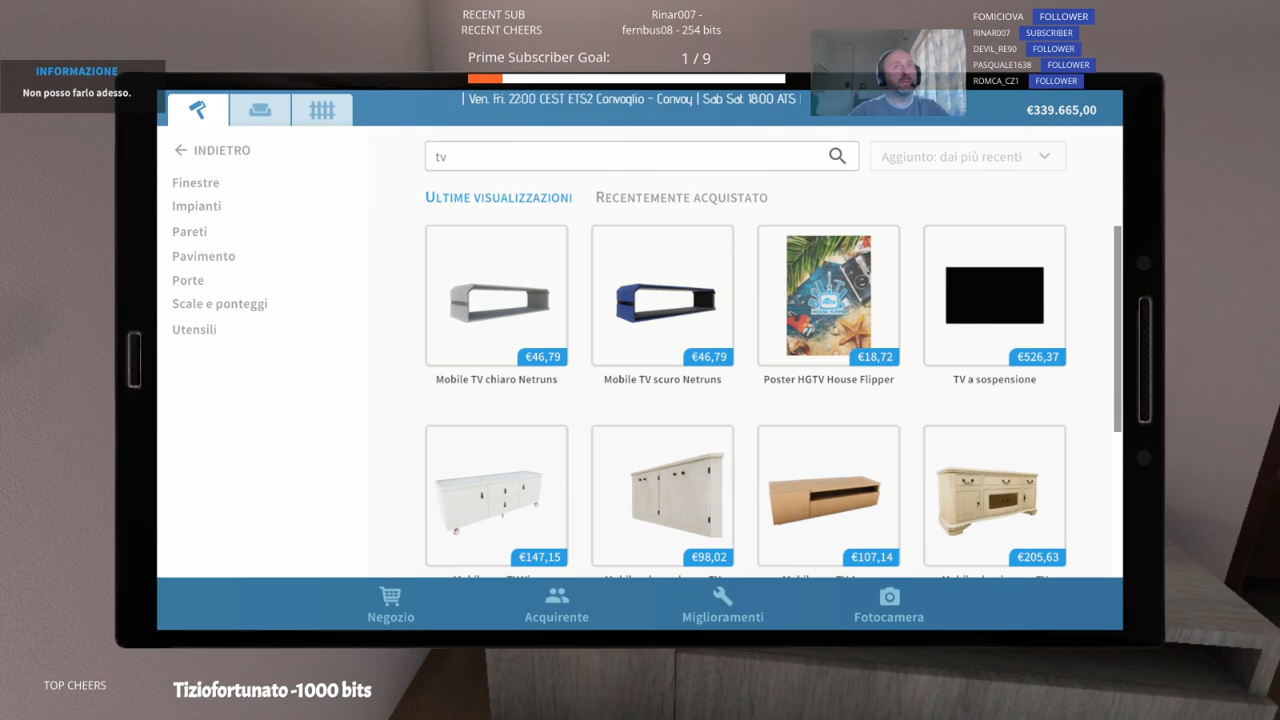 RECENT SUB
Rinar007 -
RECENT CHEERS
fernbus08 - 254 bits
Prime Subscriber Goal:
1 / 9
FOMICIOVA FOLLOWER
RINAR007 SUBSCRIBER
DEVIL_RE90 FOLLOWER
PASQUALE1638 FOLLOWER
ROMCA_CZ1 FOLLOWER
INFORMAZIONE
Non posso farlo adesso.
| Ven. Fri. 22:00 CEST ETS2 Convoglio - Convoy | Sab Sat. 18:00 ATS
€339.665,00
INDIETRO
Finestre
Impianti
Pareti
Pavimento
Porte
Scale e ponteggi
Utensili
tv
Aggiunto: dai più recenti
ULTIME VISUALIZZAZIONI
RECENTEMENTE ACQUISTATO
€46,79
€46,79
HOUSE FLIPPER
€18,72
€526,37
Mobile TV chiaro Netruns
Mobile TV scuro Netruns
Poster HGTV House Flipper
TV a sospensione
€147,15
€98,02
€107,14
€205,63
Negozio
Acquirente
Miglioramenti
Fotocamera
TOP CHEERS
Tiziofortunato -1000 bits